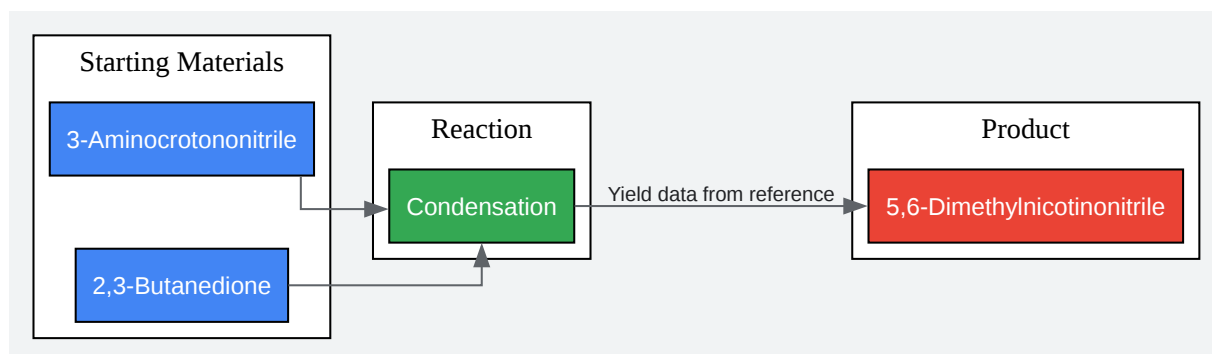 Starting Materials
3-Aminocrotononitrile
2,3-Butanedione
Reaction
Condensation
Yield data from reference
Product
5,6-Dimethylnicotinonitrile